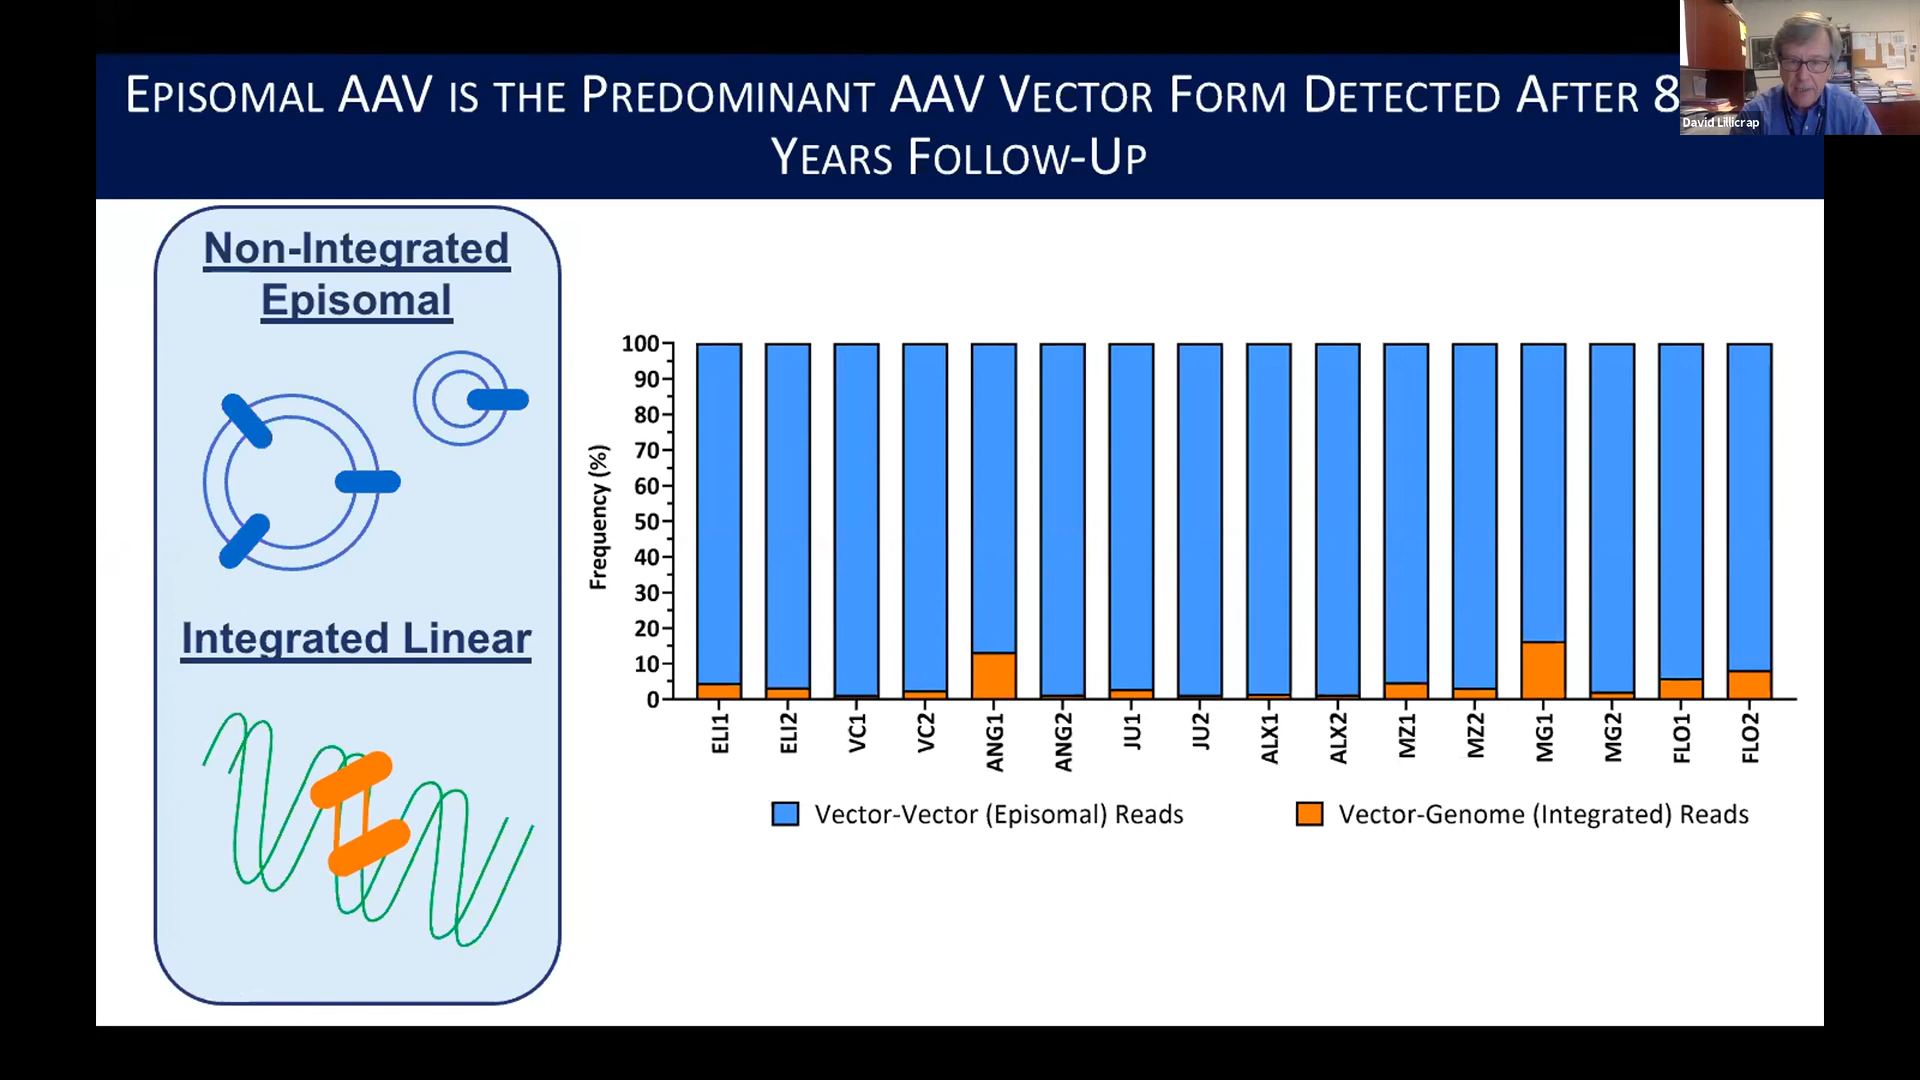 EPISOMAL AAV IS THE PREDOMINANT AAV VECTOR FORM DETECTED AFTER 8
YEARS FOLLOW-UP
David Lillicrap
Non-Integrated
Episomal
Integrated Linear
Frequency (%)
100
90
80
70
60
50
40
30
20
10
0
ELI1
ELI2
VC1
VC2
ANG1
ANG2
JU1
JU2
ALX1
ALX2
MZ1
MZ2
MG1
MG2
FLO1
FLO2
Vector-Vector (Episomal) Reads
Vector-Genome (Integrated) Reads